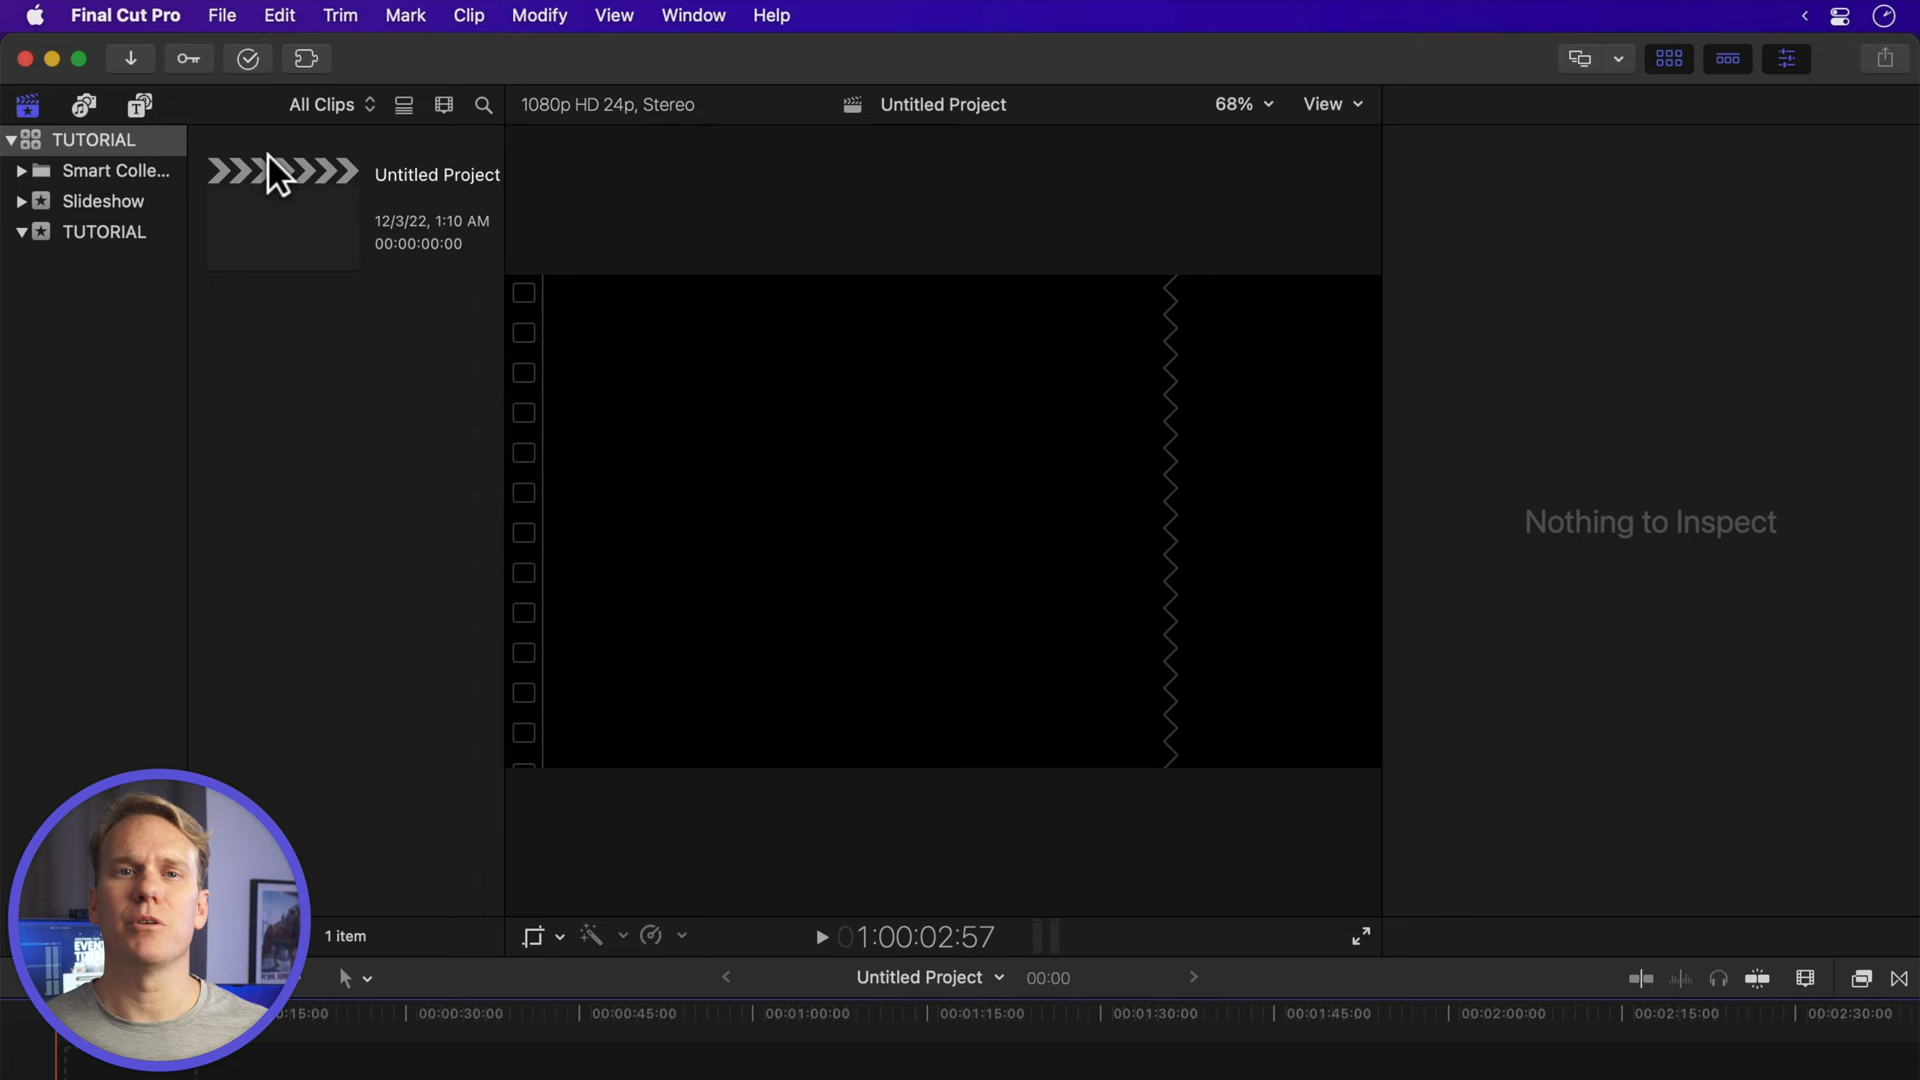 Final Cut Pro File Edit Trim Mark Clip Modify View Window Help
All Clips
1080p HD 24p, Stereo
Untitled Project
68%
View
TUTORIAL
Smart Colle...
Slideshow
TUTORIAL
Untitled Project
12/3/22, 1:10 AM
00:00:00:00
Nothing to Inspect
1 item
01:00:02:57
Untitled Project
00:00
:15:00 00:00:30:00 00:00:45:00 00:01:00:00 00:01:15:00 00:01:30:00 00:01:45:00 00:02:00:00 00:02:15:00 00:02:30:00